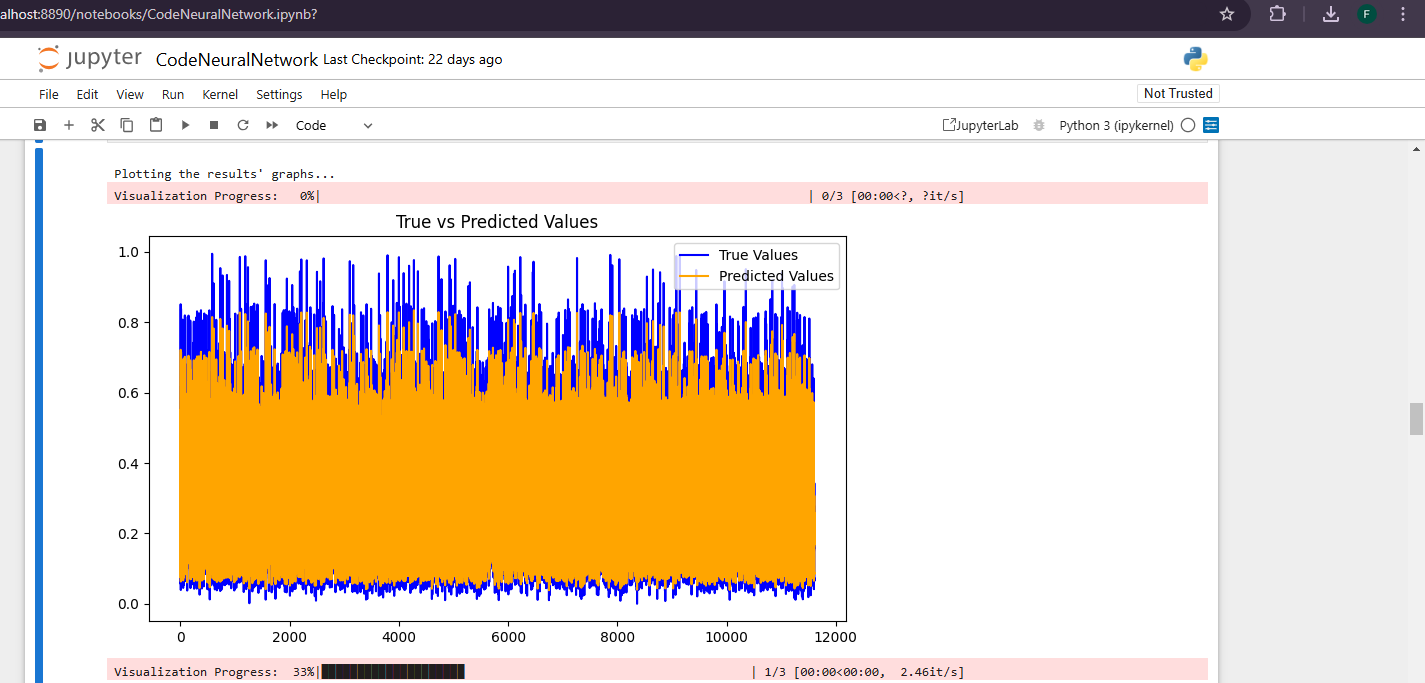 alhost:8890/notebooks/CodeNeuralNetwork.ipynb?
F
jupyter CodeNeuralNetwork Last Checkpoint: 22 days ago
File Edit View Run Kernel Settings Help
Not Trusted
Code
JupyterLab
Python 3 (ipykernel)
Plotting the results' graphs...
Visualization Progress:   0%| | 0/3 [00:00<?, ?it/s]
True vs Predicted Values
True Values
Predicted Values
1.0
0.8
0.6
0.4
0.2
0.0
0 2000 4000 6000 8000 10000 12000
Visualization Progress:  33%| | 1/3 [00:00<00:00,  2.46it/s]